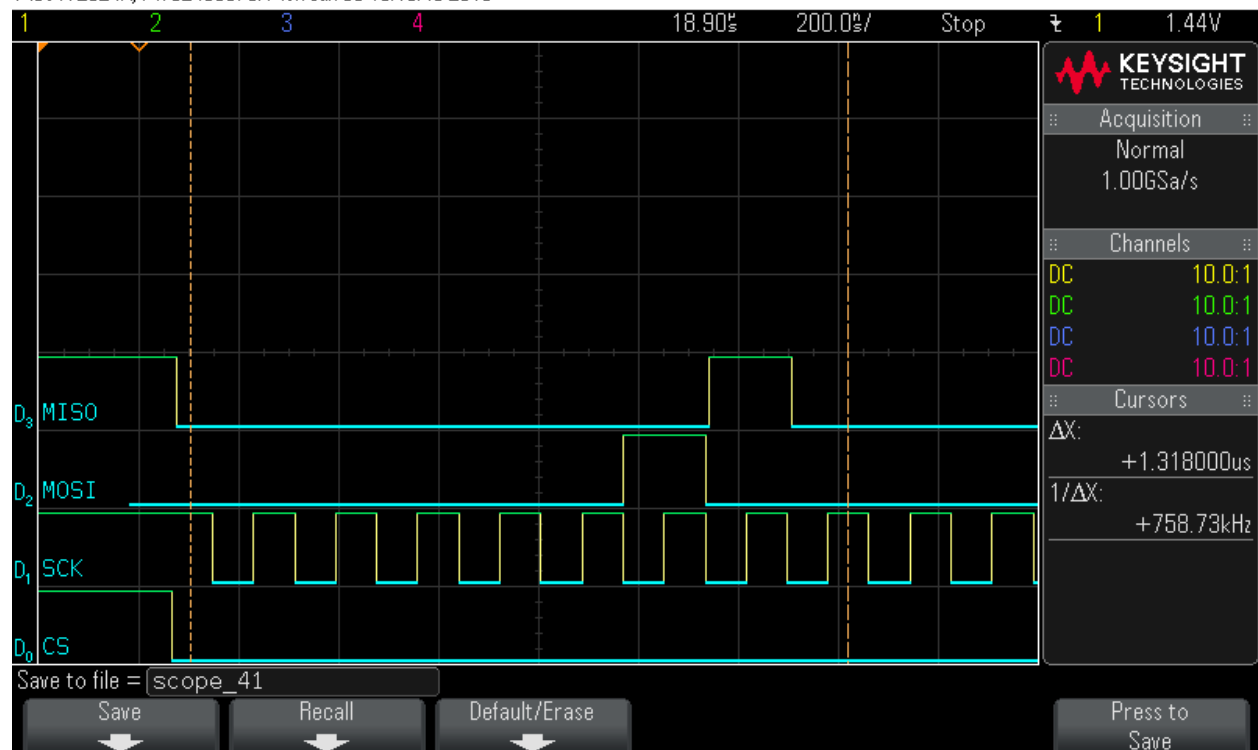 1 2 3 4 18.90us 200.0ns/ Stop 1 1.44V
KEYSIGHT
TECHNOLOGIES
Acquisition
Normal
1.00GSa/s
Channels
DC 10.0:1
DC 10.0:1
DC 10.0:1
DC 10.0:1
Cursors
ΔX:
+1.318000us
1/ΔX:
+758.73kHz
D3 MISO
D2 MOSI
D1 SCK
D0 CS
Save to file = scope_41
Save Recall Default/Erase Press to
Save